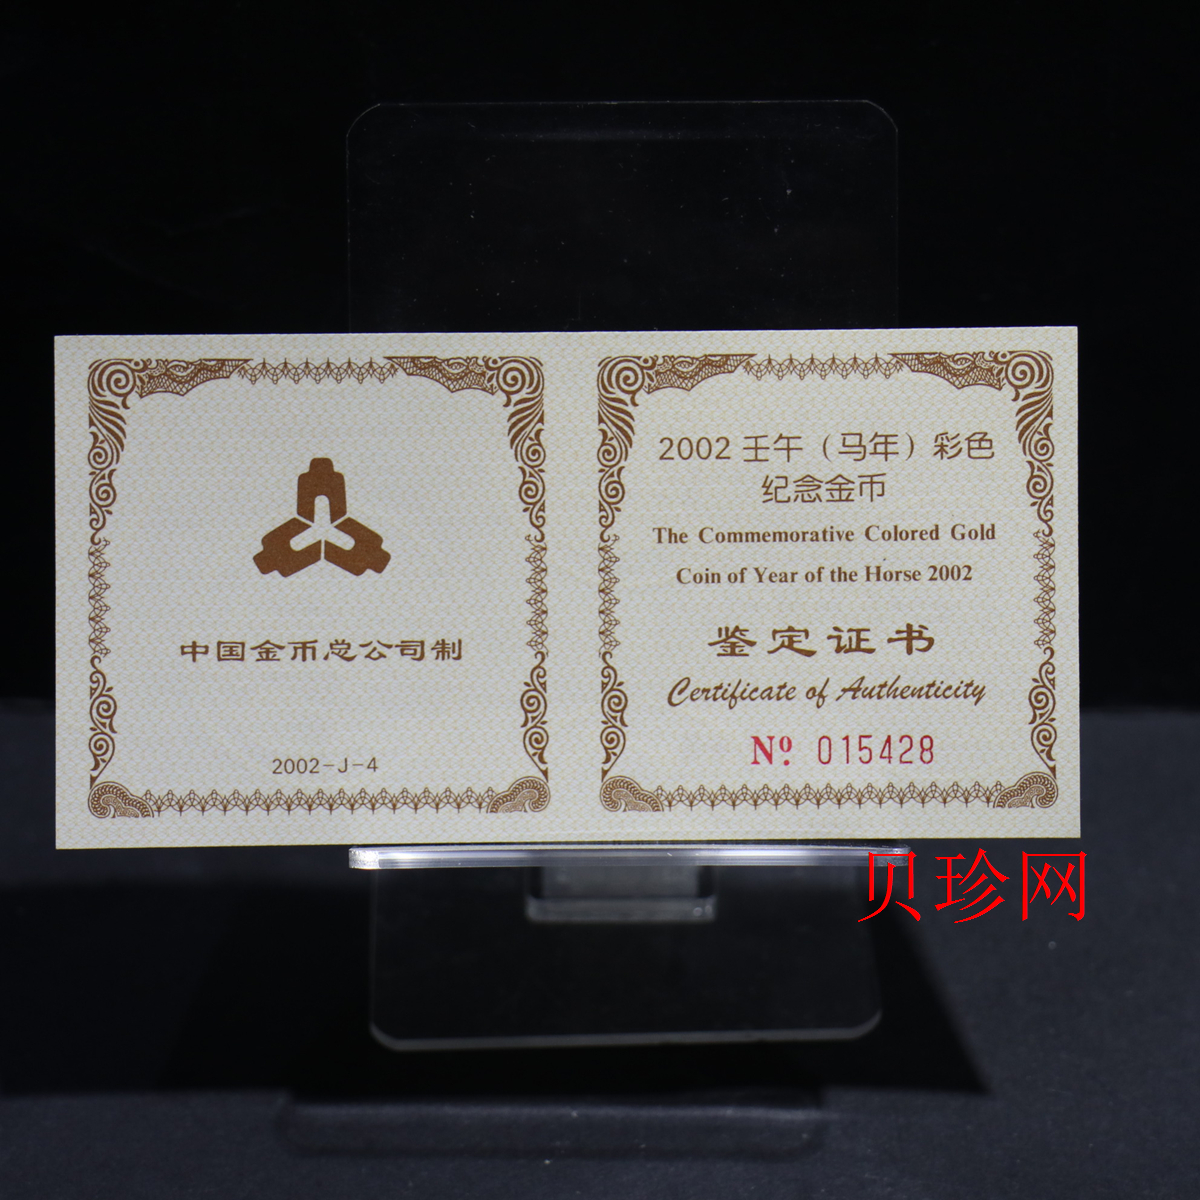 中国金币总公司制
2002-J-4
2002 壬午（马年）彩色
纪念金币
The Commemorative Colored Gold
Coin of Year of the Horse 2002
鉴定证书
Certificate of Authenticity
Nº 015428
贝珍网